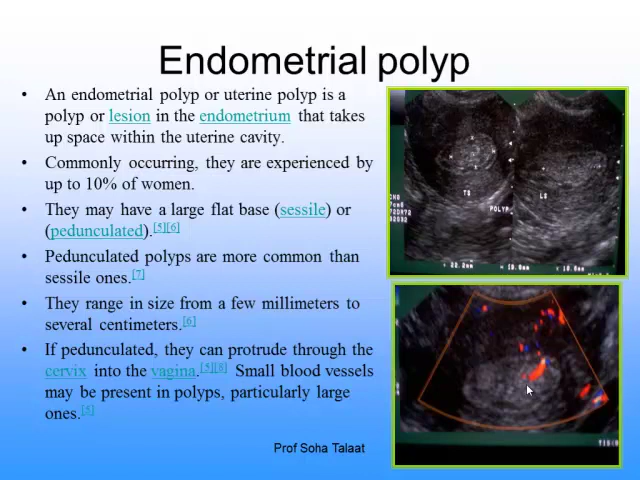 Endometrial polyp
• An endometrial polyp or uterine polyp is a
polyp or lesion in the endometrium that takes
up space within the uterine cavity.
• Commonly occurring, they are experienced by
up to 10% of women.
• They may have a large flat base (sessile) or
(pedunculated).[5][6]
• Pedunculated polyps are more common than
sessile ones.[7]
• They range in size from a few millimeters to
several centimeters.[6]
• If pedunculated, they can protrude through the
cervix into the vagina.[5][8] Small blood vessels
may be present in polyps, particularly large
ones.[5]
Prof Soha Talaat
TS
LS
POLYP